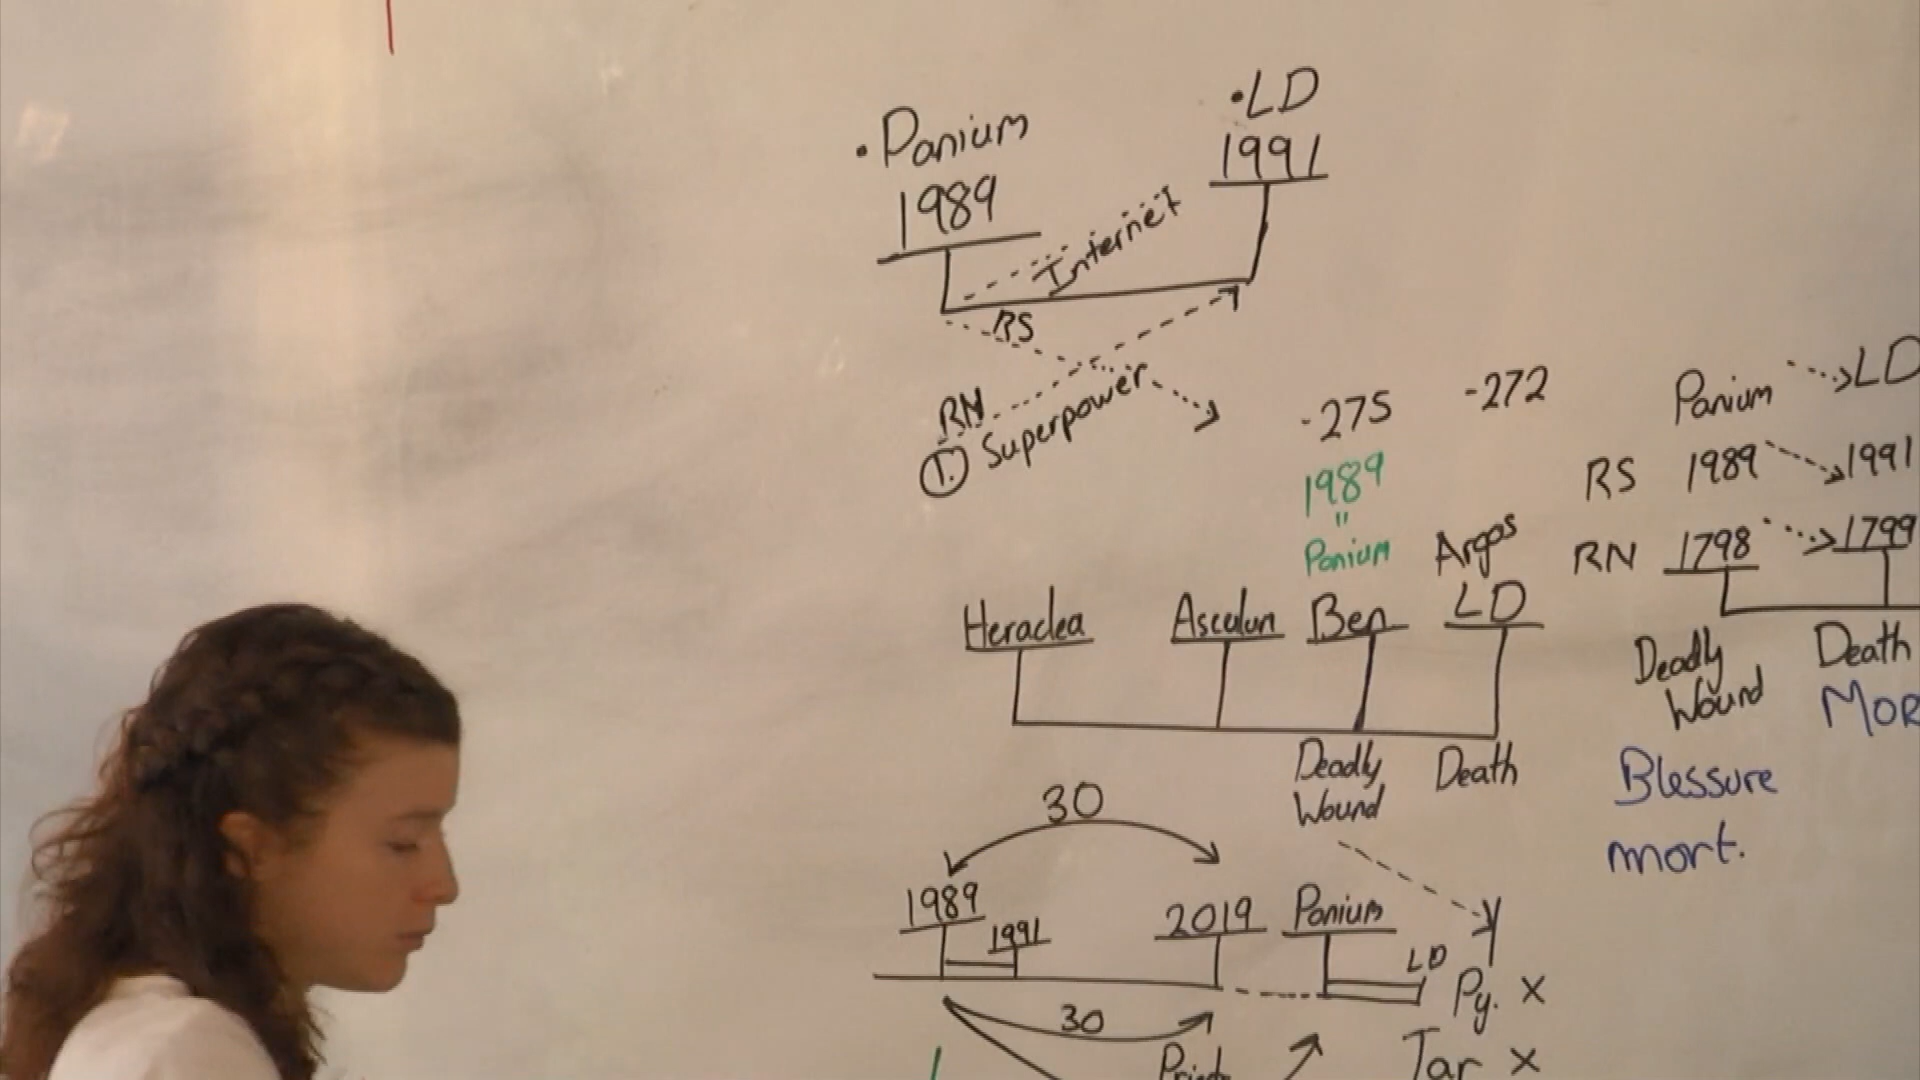 ·Panium
1989
·LD
1991
Internet
RS
RN
①. Superpower
-275
-272
1989
"
Panium
Argos
Heraclea
Asculun
Ben
LD
Deadly
Wound
Death
Panium
LD
RS
1989
1991
RN
1798
1799
Deadly
Wound
Death
MOR
Blessure
mort.
30
1989
1991
2019
Panium
LD
30
Py. x
Tar x